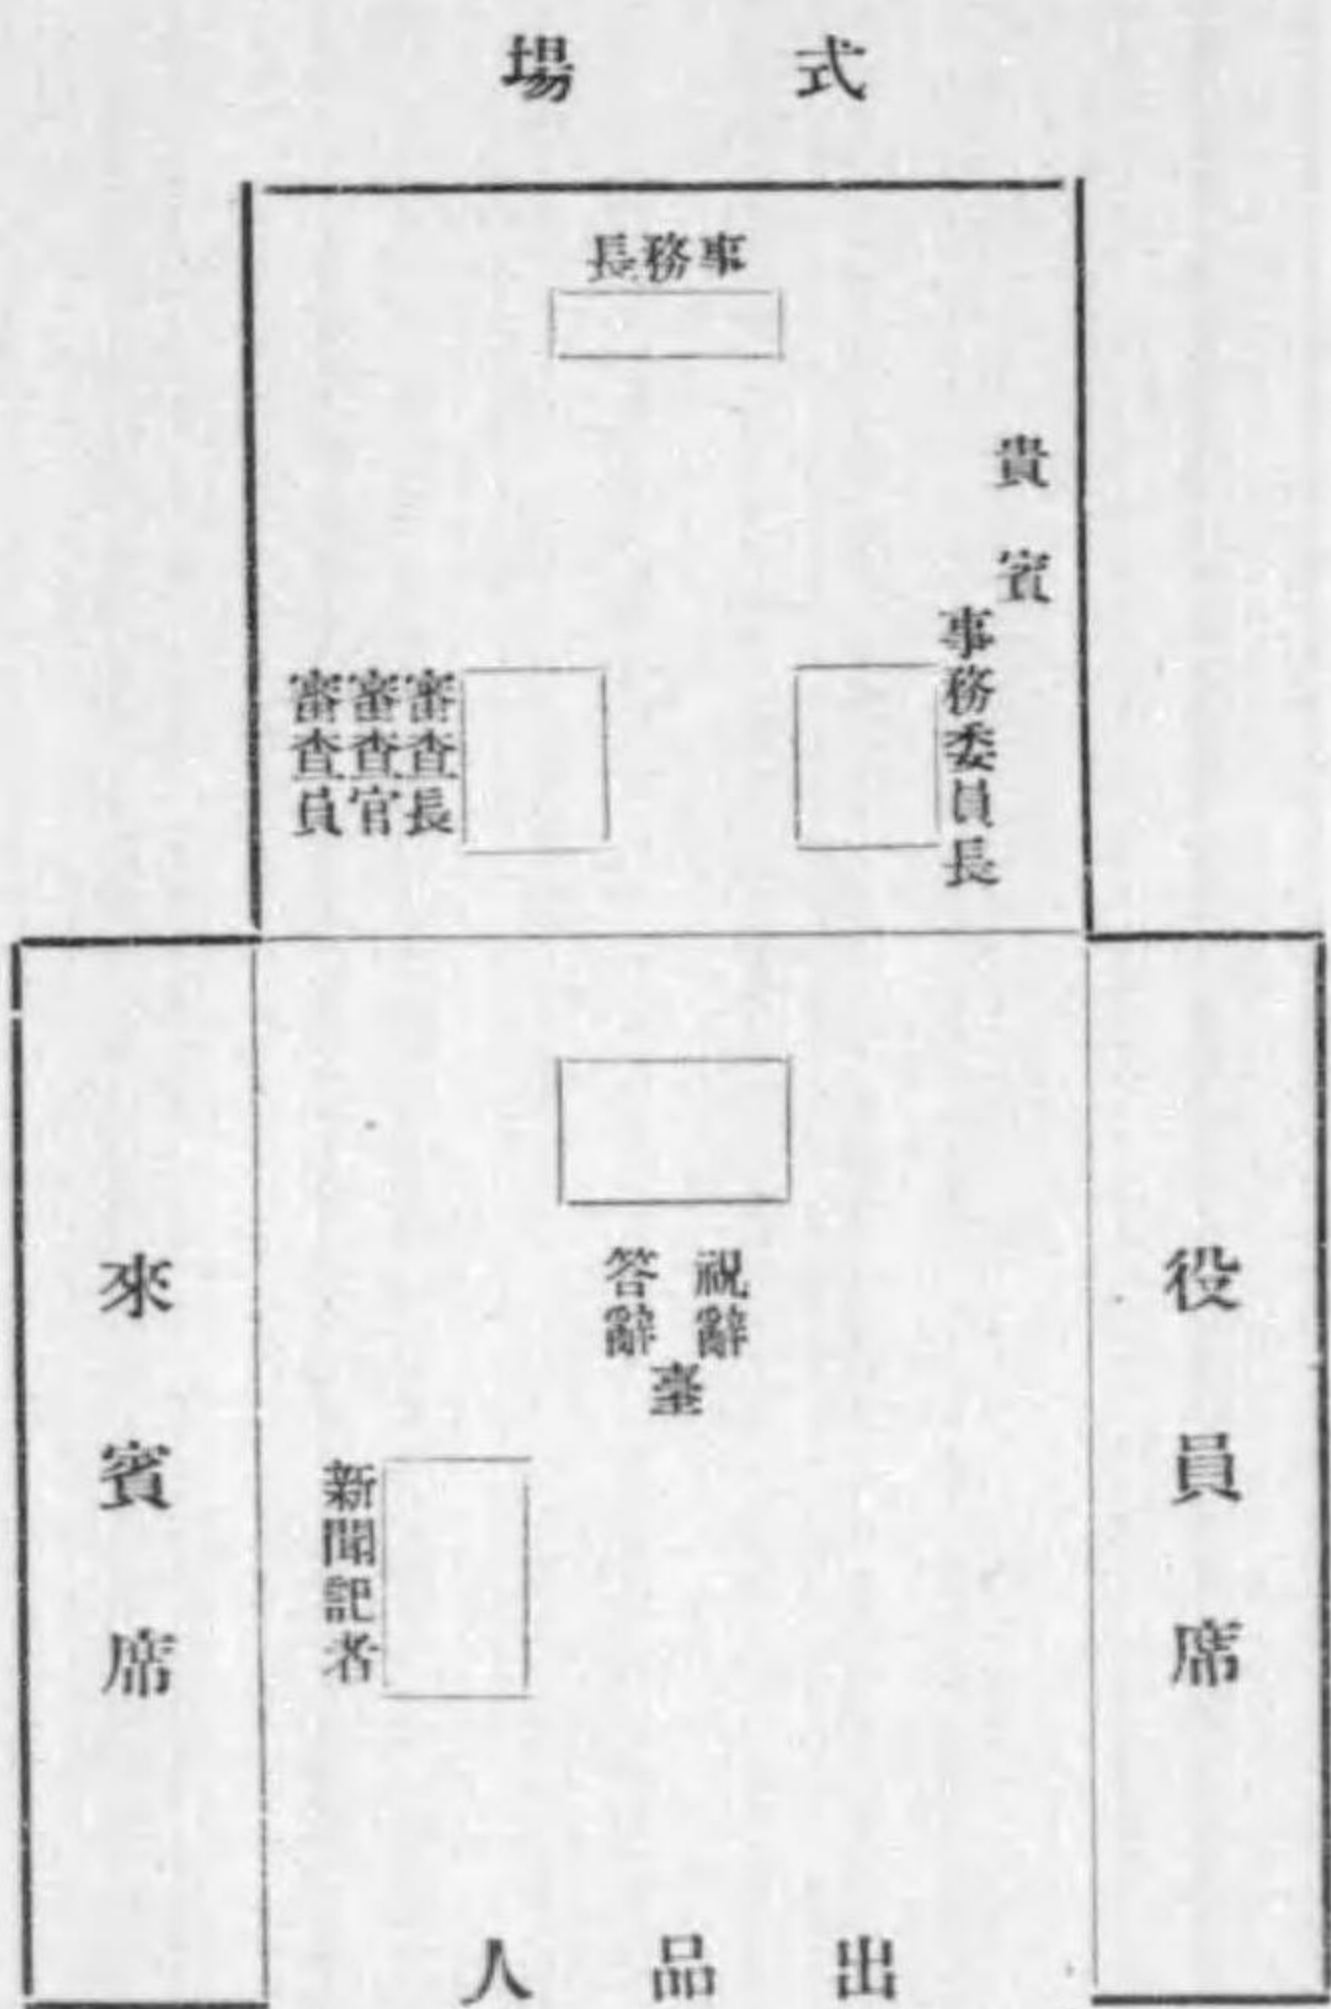 式場
事務長
貴賓
事務委員長
審査長
審査官
審査員
祝辭
答辭
臺
新聞記者
役員席
來賓席
出品人